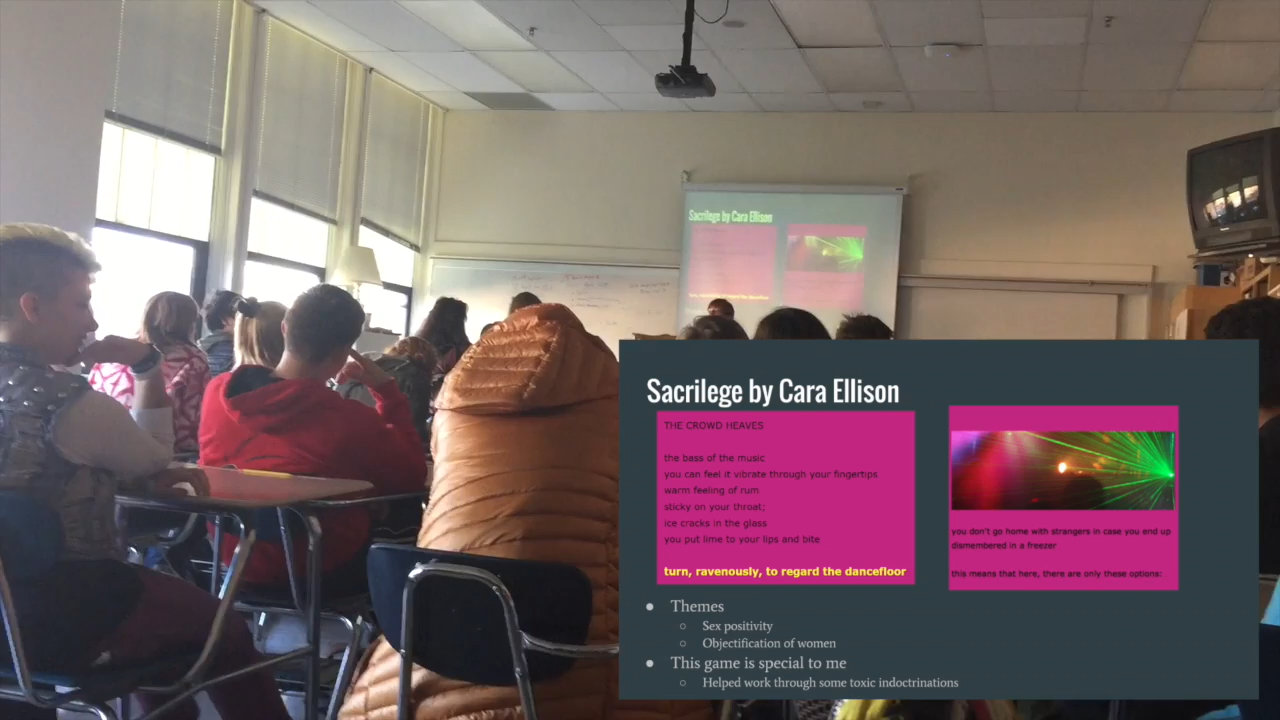 Sacrilege by Cara Ellison
Sacrilege by Cara Ellison
THE CROWD HEAVES
the bass of the music
you can feel it vibrate through your fingertips
warm feeling of rum
sticky on your throat;
ice cracks in the glass
you put lime to your lips and bite
turn, ravenously, to regard the dancefloor
you don't go home with strangers in case you end up
dismembered in a freezer
this means that here, there are only these options:
● Themes
○ Sex positivity
○ Objectification of women
● This game is special to me
○ Helped work through some toxic indoctrinations